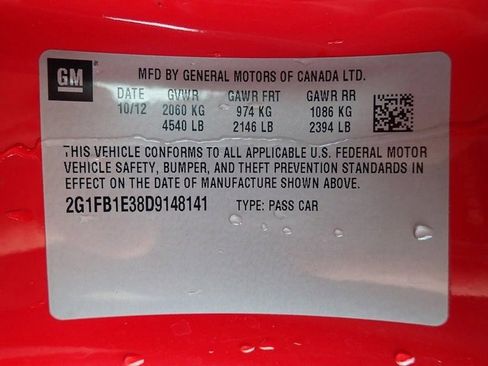 GM
MFD BY GENERAL MOTORS OF CANADA LTD.
DATE GVWR GAWR FRT GAWR RR
10/12 2060 KG 974 KG 1086 KG
4540 LB 2146 LB 2394 LB
THIS VEHICLE CONFORMS TO ALL APPLICABLE U.S. FEDERAL MOTOR
VEHICLE SAFETY, BUMPER, AND THEFT PREVENTION STANDARDS IN
EFFECT ON THE DATE OF MANUFACTURE SHOWN ABOVE.
2G1FB1E38D9148141 TYPE: PASS CAR